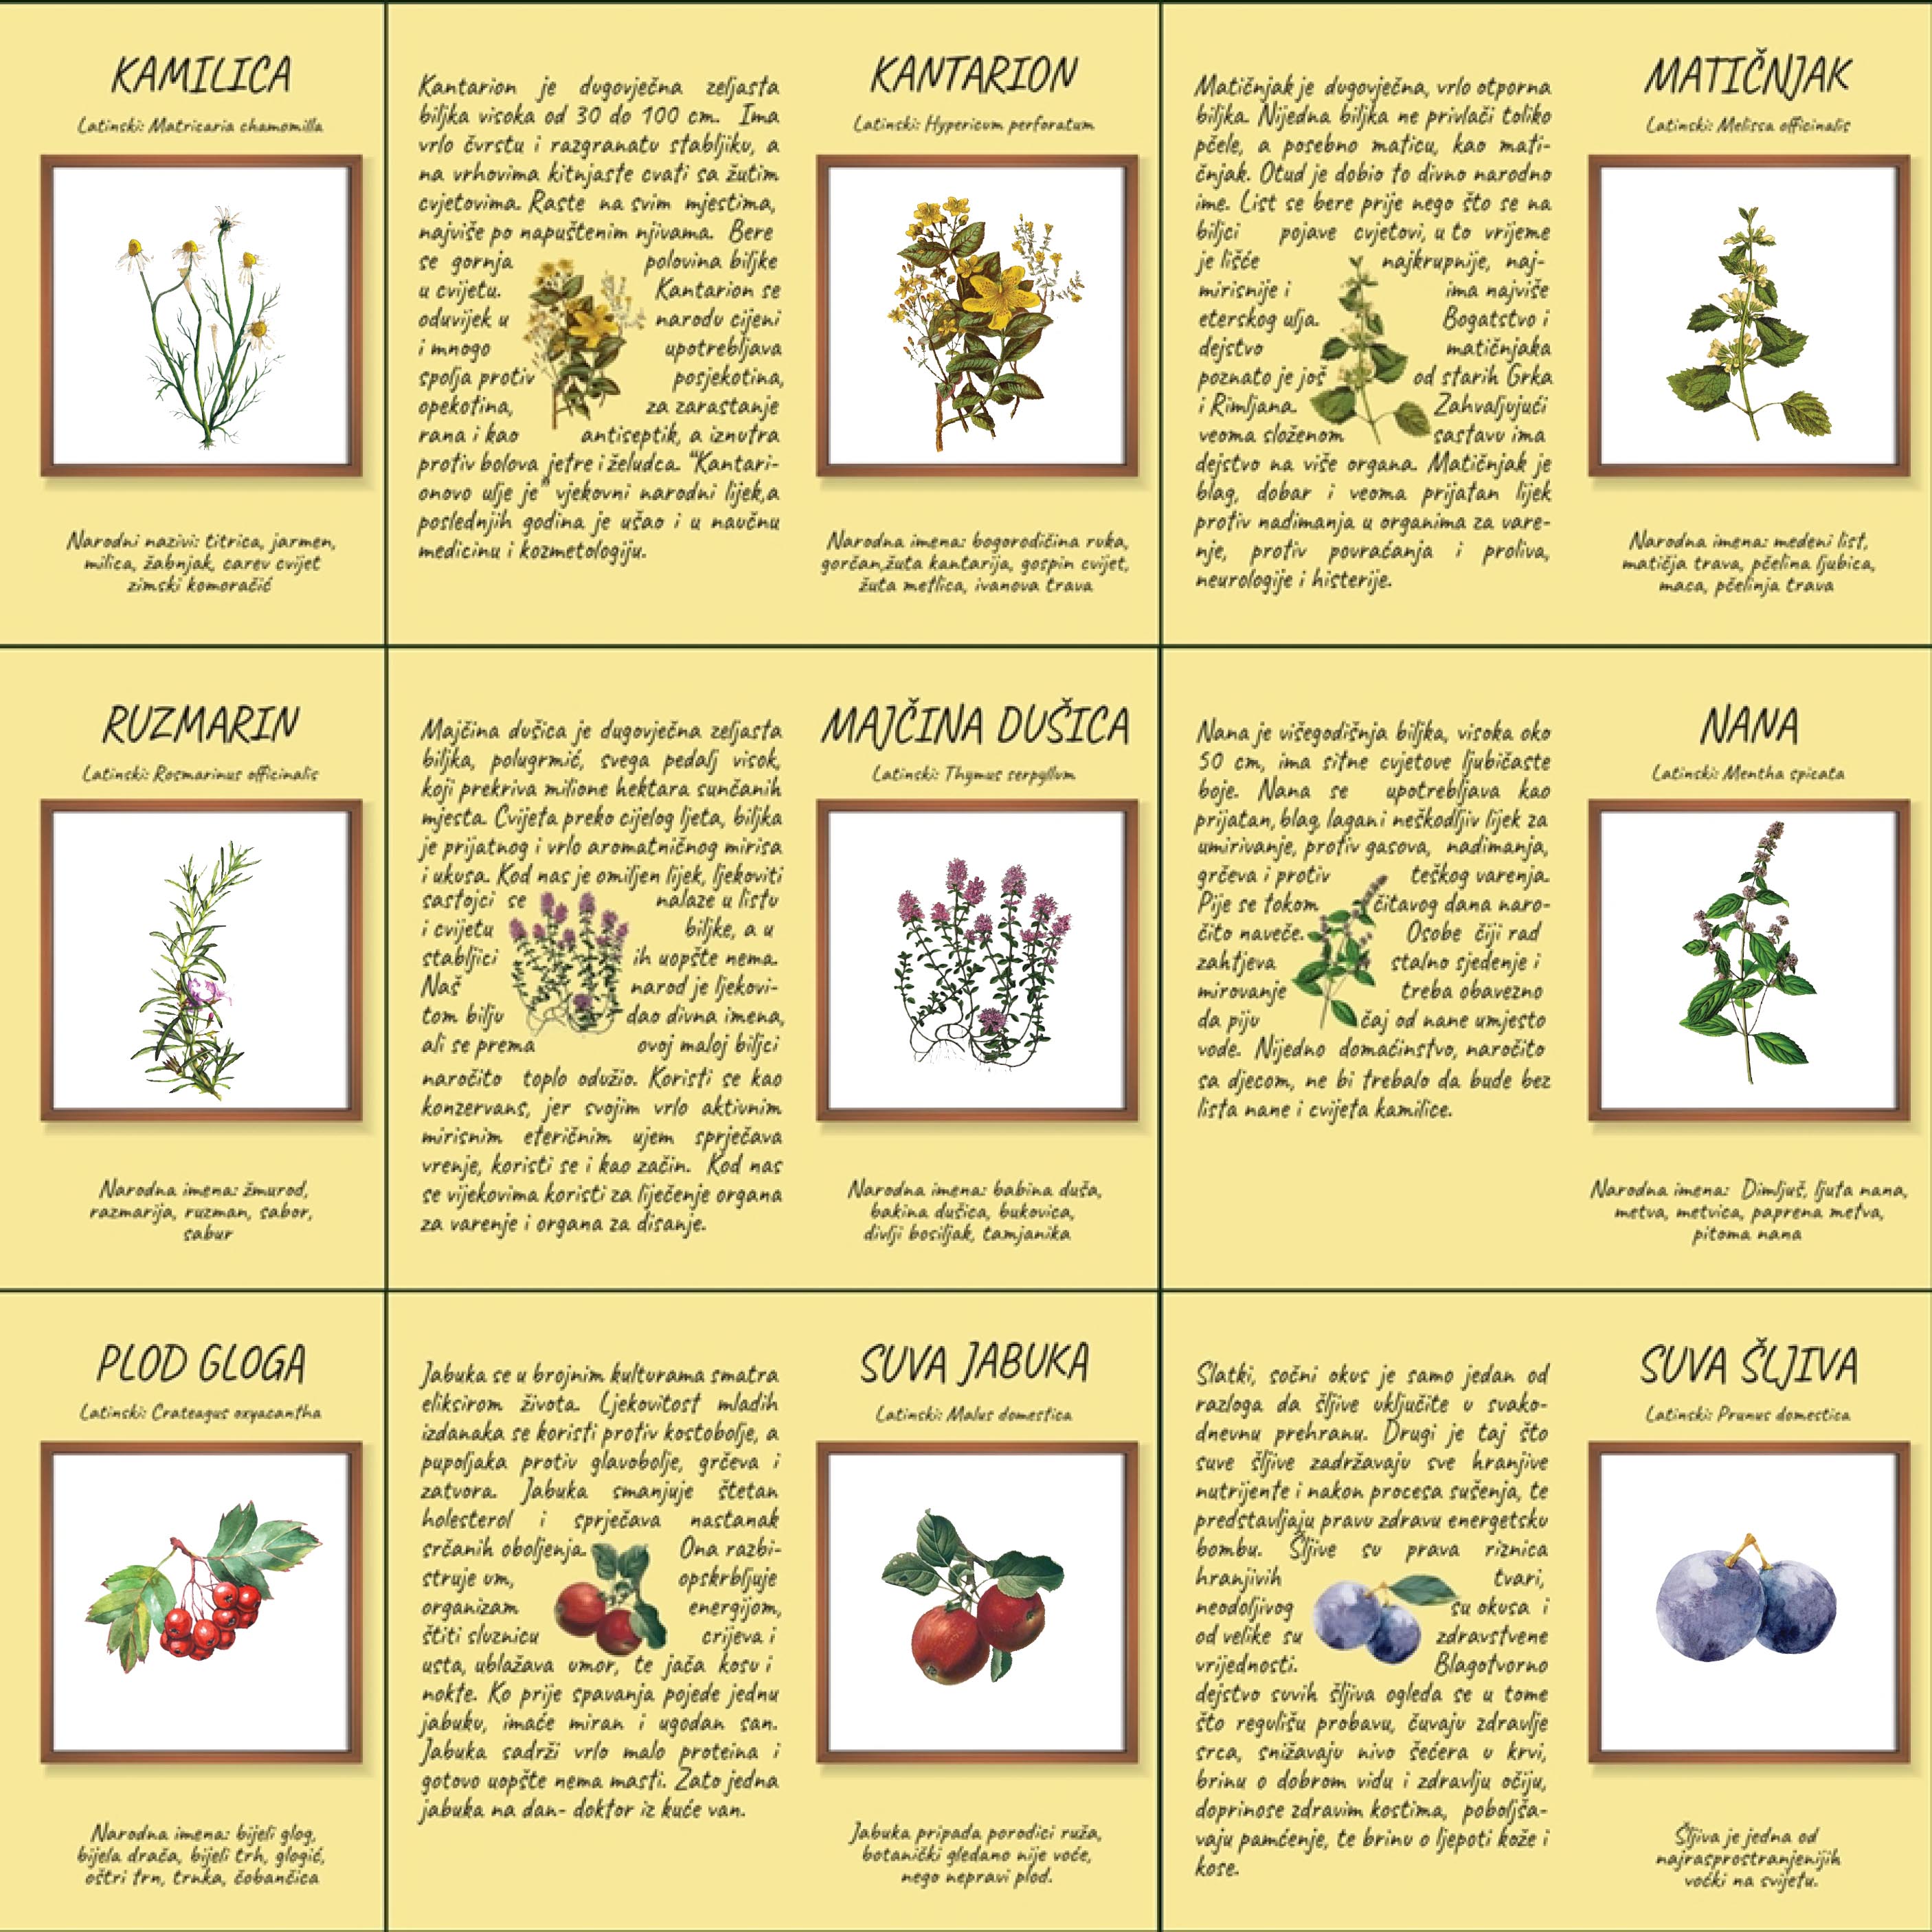 KAMILICA
Latinski: Matricaria chamomilla
Narodni nazivi: titrica, jarmen,
milica, žabnjak, carev cvijet
zimski komoračić
Kantarion je dugovječna zeljasta
biljka visoka od 30 do 100 cm. Ima
vrlo čvrstu i razgranatu stabljiku, a
na vrhovima kitnjaste cvati sa žutim
cvjetovima. Raste na svim mjestima,
najviše po napuštenim njivama. Bere
se gornja polovina biljke
u cvijetu. Kantarion se
oduvijek u narodu cijeni
i mnogo upotrebljava
spolja protiv posjekotina,
opekotina, za zarastanje
rana i kao antiseptik, a iznutra
protiv bolova jetre i želudca. "Kantari-
onovo ulje je" vjekovni narodni lijek,a
poslednjih godina je ušao i u naučnu
medicinu i kozmetologiju.
KANTARION
Latinski: Hypericum perforatum
Narodna imena: bogorodičina ruka,
gorčan,žuta kantarija, gospin cvijet,
žuta metlica, ivanova trava
Matičnjak je dugovječna, vrlo otporna
biljka. Nijedna biljka ne privlači toliko
pčele, a posebno maticu, kao mati-
čnjak. Otud je dobio to divno narodno
ime. List se bere prije nego što se na
biljci pojave cvjetovi, u to vrijeme
je lišće najkrupnije, naj-
mirisnije i ima najviše
eterskog ulja. Bogatstvo i
dejstvo matičnjaka
poznato je još od starih Grka
i Rimljana. Zahvaljujući
veoma složenom sastavu ima
dejstvo na više organa. Matičnjak je
blag, dobar i veoma prijatan lijek
protiv nadimanja u organima za vare-
nje, protiv povraćanja i proliva,
neurologije i histerije.
MATIČNJAK
Latinski: Melissa officinalis
Narodna imena: medeni list,
matičja trava, pčelina ljubica,
maca, pčelinja trava
RUZMARIN
Latinski: Rosmarinus officinalis
Narodna imena: žmurod,
razmarija, ruzman, sabor,
sabur
Majčina dušica je dugovječna zeljasta
biljka, polugrmić, svega pedalj visok,
koji prekriva milione hektara sunčanih
mjesta. Cvijeta preko cijelog ljeta, biljka
je prijatnog i vrlo aromatničnog mirisa
i ukusa. Kod nas je omiljen lijek, ljekoviti
sastojci se nalaze u listu
i cvijetu biljke, a u
stabljici ih uopšte nema.
Naš narod je ljekovi-
tom bilju dao divna imena,
ali se prema ovoj maloj biljci
naročito toplo odužio. Koristi se kao
konzervans, jer svojim vrlo aktivnim
mirisnim eteričnim ujem sprječava
vrenje, koristi se i kao začin. Kod nas
se vijekovima koristi za liječenje organa
za varenje i organa za disanje.
MAJČINA DUŠICA
Latinski: Thymus serpyllum
Narodna imena: babina duša,
bakina dušica, bukovica,
divlji bosiljak, tamjanika
Nana je višegodišnja biljka, visoka oko
50 cm, ima sitne cvjetove ljubičaste
boje. Nana se upotrebljava kao
prijatan, blag, lagan i neškodljiv lijek za
umirivanje, protiv gasova, nadimanja,
grčeva i protiv teškog varenja.
Pije se tokom čitavog dana naro-
čito naveče. Osobe čiji rad
zahtjeva stalno sjedenje i
mirovanje treba obavezno
da piju čaj od nane umjesto
vode. Nijedno domaćinstvo, naročito
sa djecom, ne bi trebalo da bude bez
lista nane i cvijeta kamilice.
NANA
Latinski: Mentha spicata
Narodna imena: Dimljuš, ljuta nana,
metva, metvica, paprena metva,
pitoma nana
PLOD GLOGA
Latinski: Crateagus oxyacantha
Narodna imena: bijeli glog,
bijela drača, bijeli trh, glogić,
oštri trn, trnka, čobančica
Jabuka se u brojnim kulturama smatra
eliksirom života. Ljekovitost mladih
izdanaka se koristi protiv kostobolje, a
pupoljaka protiv glavobolje, grčeva i
zatvora. Jabuka smanjuje štetan
holesterol i sprječava nastanak
srčanih oboljenja. Ona razbi-
struje um, opskrbljuje
organizam energijom,
štiti sluznicu crijeva i
usta, ublažava umor, te jača kosu i
nokte. Ko prije spavanja pojede jednu
jabuku, imaće miran i ugodan san.
Jabuka sadrži vrlo malo proteina i
gotovo uopšte nema masti. Zato jedna
jabuka na dan- doktor iz kuće van.
SUVA JABUKA
Latinski: Malus domestica
Jabuka pripada porodici ruža,
botanički gledano nije voće,
nego nepravi plod.
Slatki, sočni okus je samo jedan od
razloga da šljive uključite u svako-
dnevnu prehranu. Drugi je taj što
suve šljive zadržavaju sve hranjive
nutrijente i nakon procesa sušenja, te
predstavljaju pravu zdravu energetsku
bombu. Šljive su prava riznica
hranjivih tvari,
neodoljivog su okusa i
od velike su zdravstvene
vrijednosti. Blagotvorno
dejstvo suvih šljiva ogleda se u tome
što regulišu probavu, čuvaju zdravlje
srca, snižavaju nivo šećera u krvi,
brinu o dobrom vidu i zdravlju očiju,
doprinose zdravim kostima, poboljša-
vaju pamćenje, te brinu o ljepoti kože i
kose.
SUVA ŠLJIVA
Latinski: Prunus domestica
Šljiva je jedna od
najrasprostranjenijih
voćki na svijetu.